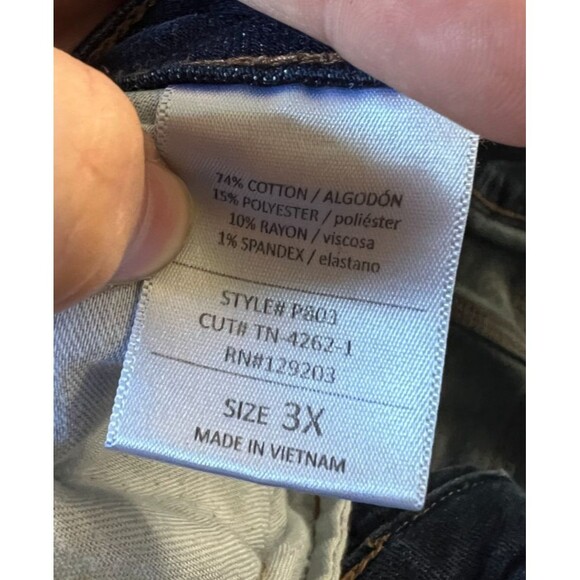 74% COTTON / ALGODÓN
15% POLYESTER / poliéster
10% RAYON / viscosa
1% SPANDEX / elástano
STYLE# P803
CUT# TN-4262-1
RN#129203
SIZE 3X
MADE IN VIETNAM